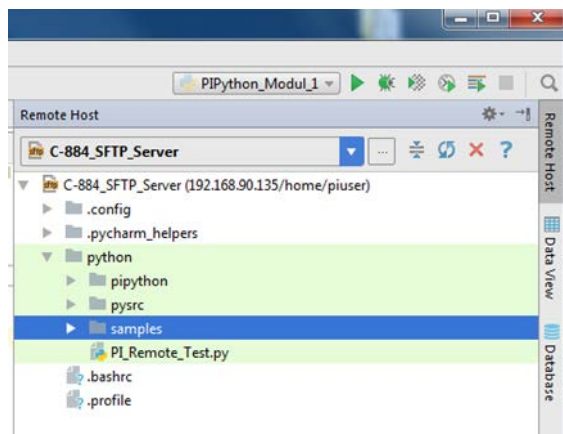 PIPython_Modul_1
Remote Host
C-884_SFTP_Server
...
?
C-884_SFTP_Server (192.168.90.135/home/piuser)
.config
.pycharm_helpers
python
pipython
pysrc
samples
PI_Remote_Test.py
.bashrc
.profile
Remote Host
Data View
Database